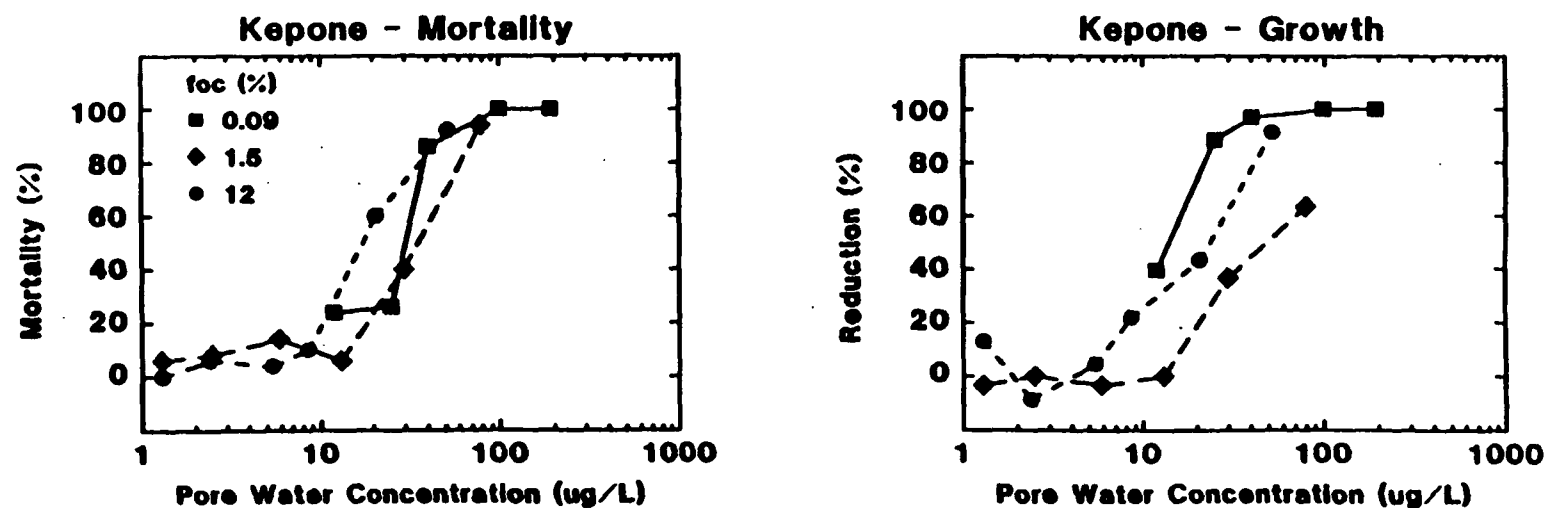 Kepone - Mortality
foc (%)
0.09
1.5
12
100
80
60
40
20
0
Mortality (%)
1 10 100 1000
Pore Water Concentration (ug/L)
Kepone - Growth
100
80
60
40
20
0
Reduction (%)
1 10 100 1000
Pore Water Concentration (ug/L)